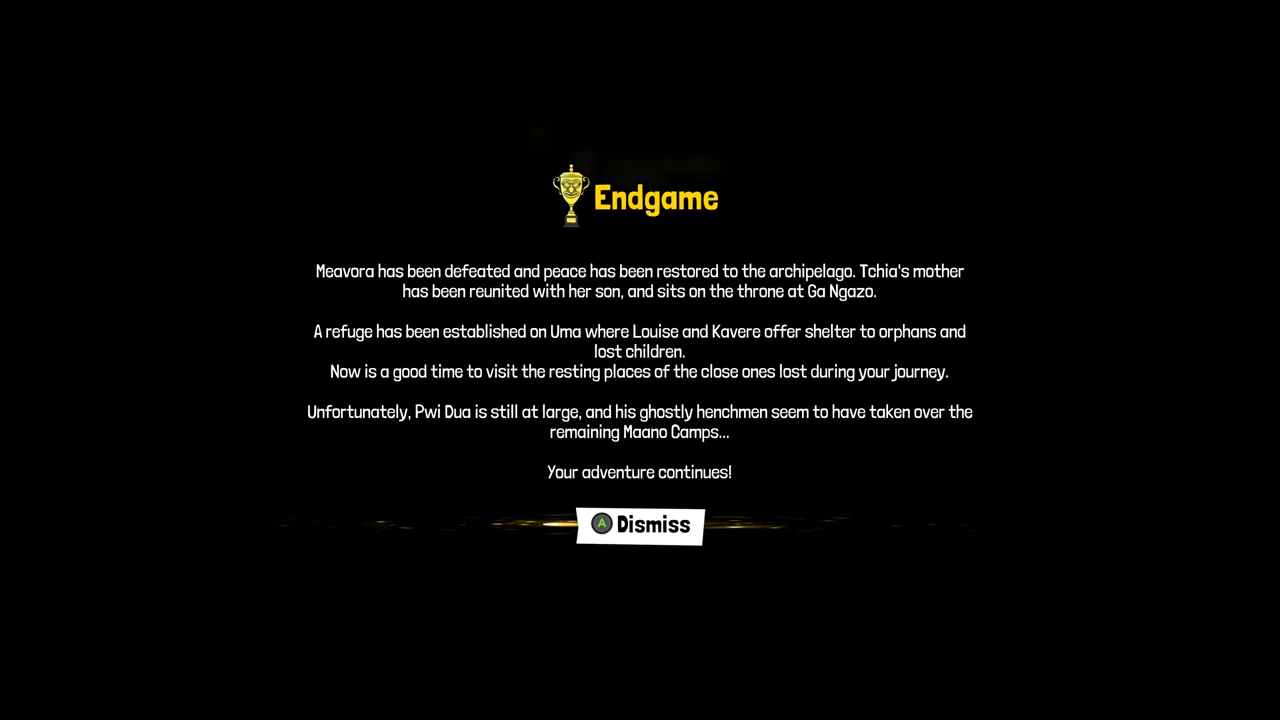 Endgame
Meavora has been defeated and peace has been restored to the archipelago. Tchia's mother
has been reunited with her son, and sits on the throne at Ga Ngazo.
A refuge has been established on Uma where Louise and Kavere offer shelter to orphans and
lost children.
Now is a good time to visit the resting places of the close ones lost during your journey.
Unfortunately, Pwi Dua is still at large, and his ghostly henchmen seem to have taken over the
remaining Maano Camps...
Your adventure continues!
A Dismiss